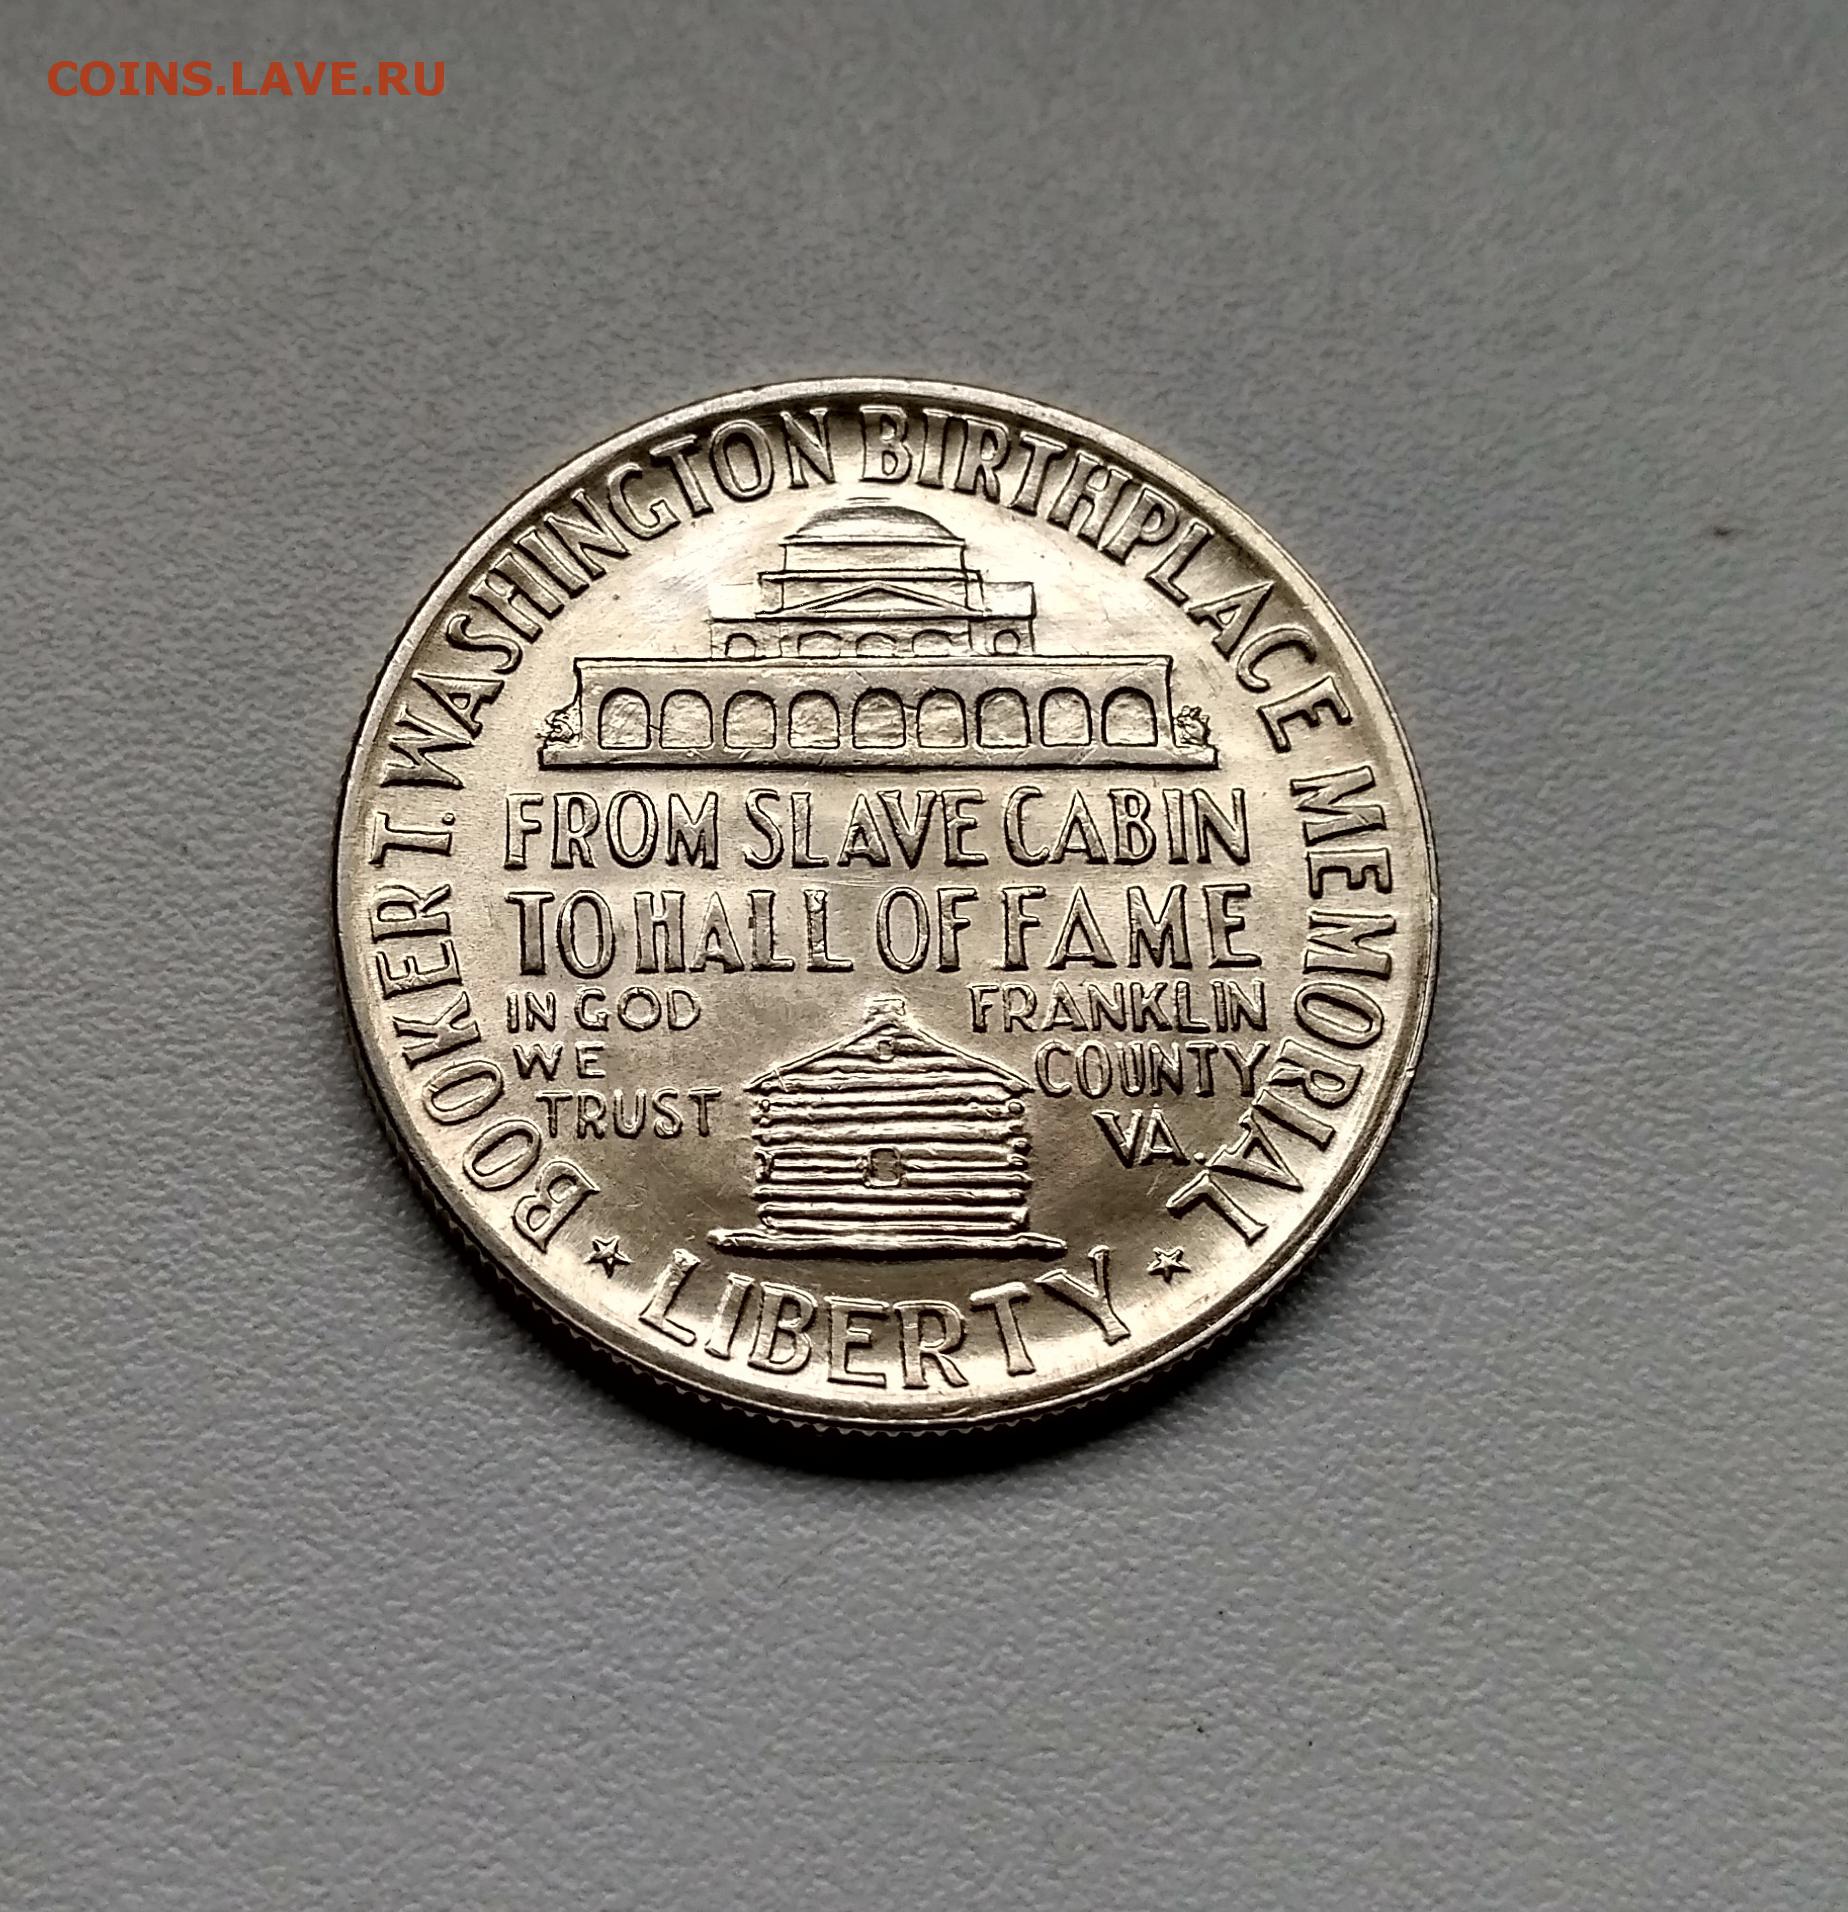 COINS.LAVE.RU
BOOKER T. WASHINGTON BIRTHPLACE MEMORIAL
FROM SLAVE CABIN
TO HALL OF FAME
IN GOD
WE
TRUST
FRANKLIN
COUNTY
VA.
★ LIBERTY ★